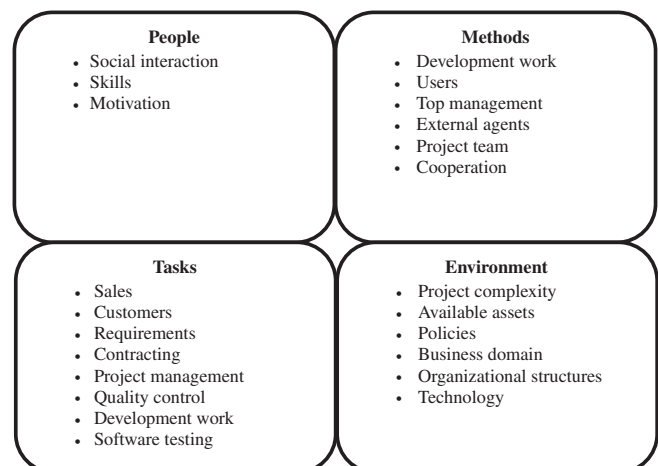 People
• Social interaction
• Skills
• Motivation
Methods
• Development work
• Users
• Top management
• External agents
• Project team
• Cooperation
Tasks
• Sales
• Customers
• Requirements
• Contracting
• Project management
• Quality control
• Development work
• Software testing
Environment
• Project complexity
• Available assets
• Policies
• Business domain
• Organizational structures
• Technology